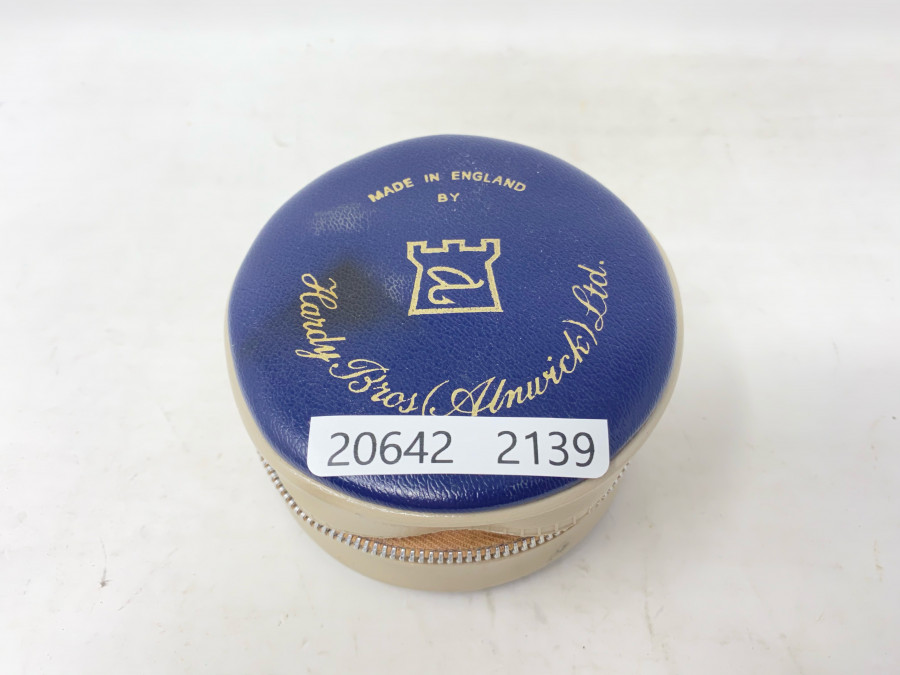 MADE IN ENGLAND
BY
a
Hardy Bros (Alnwick) Ltd.
20642 2139